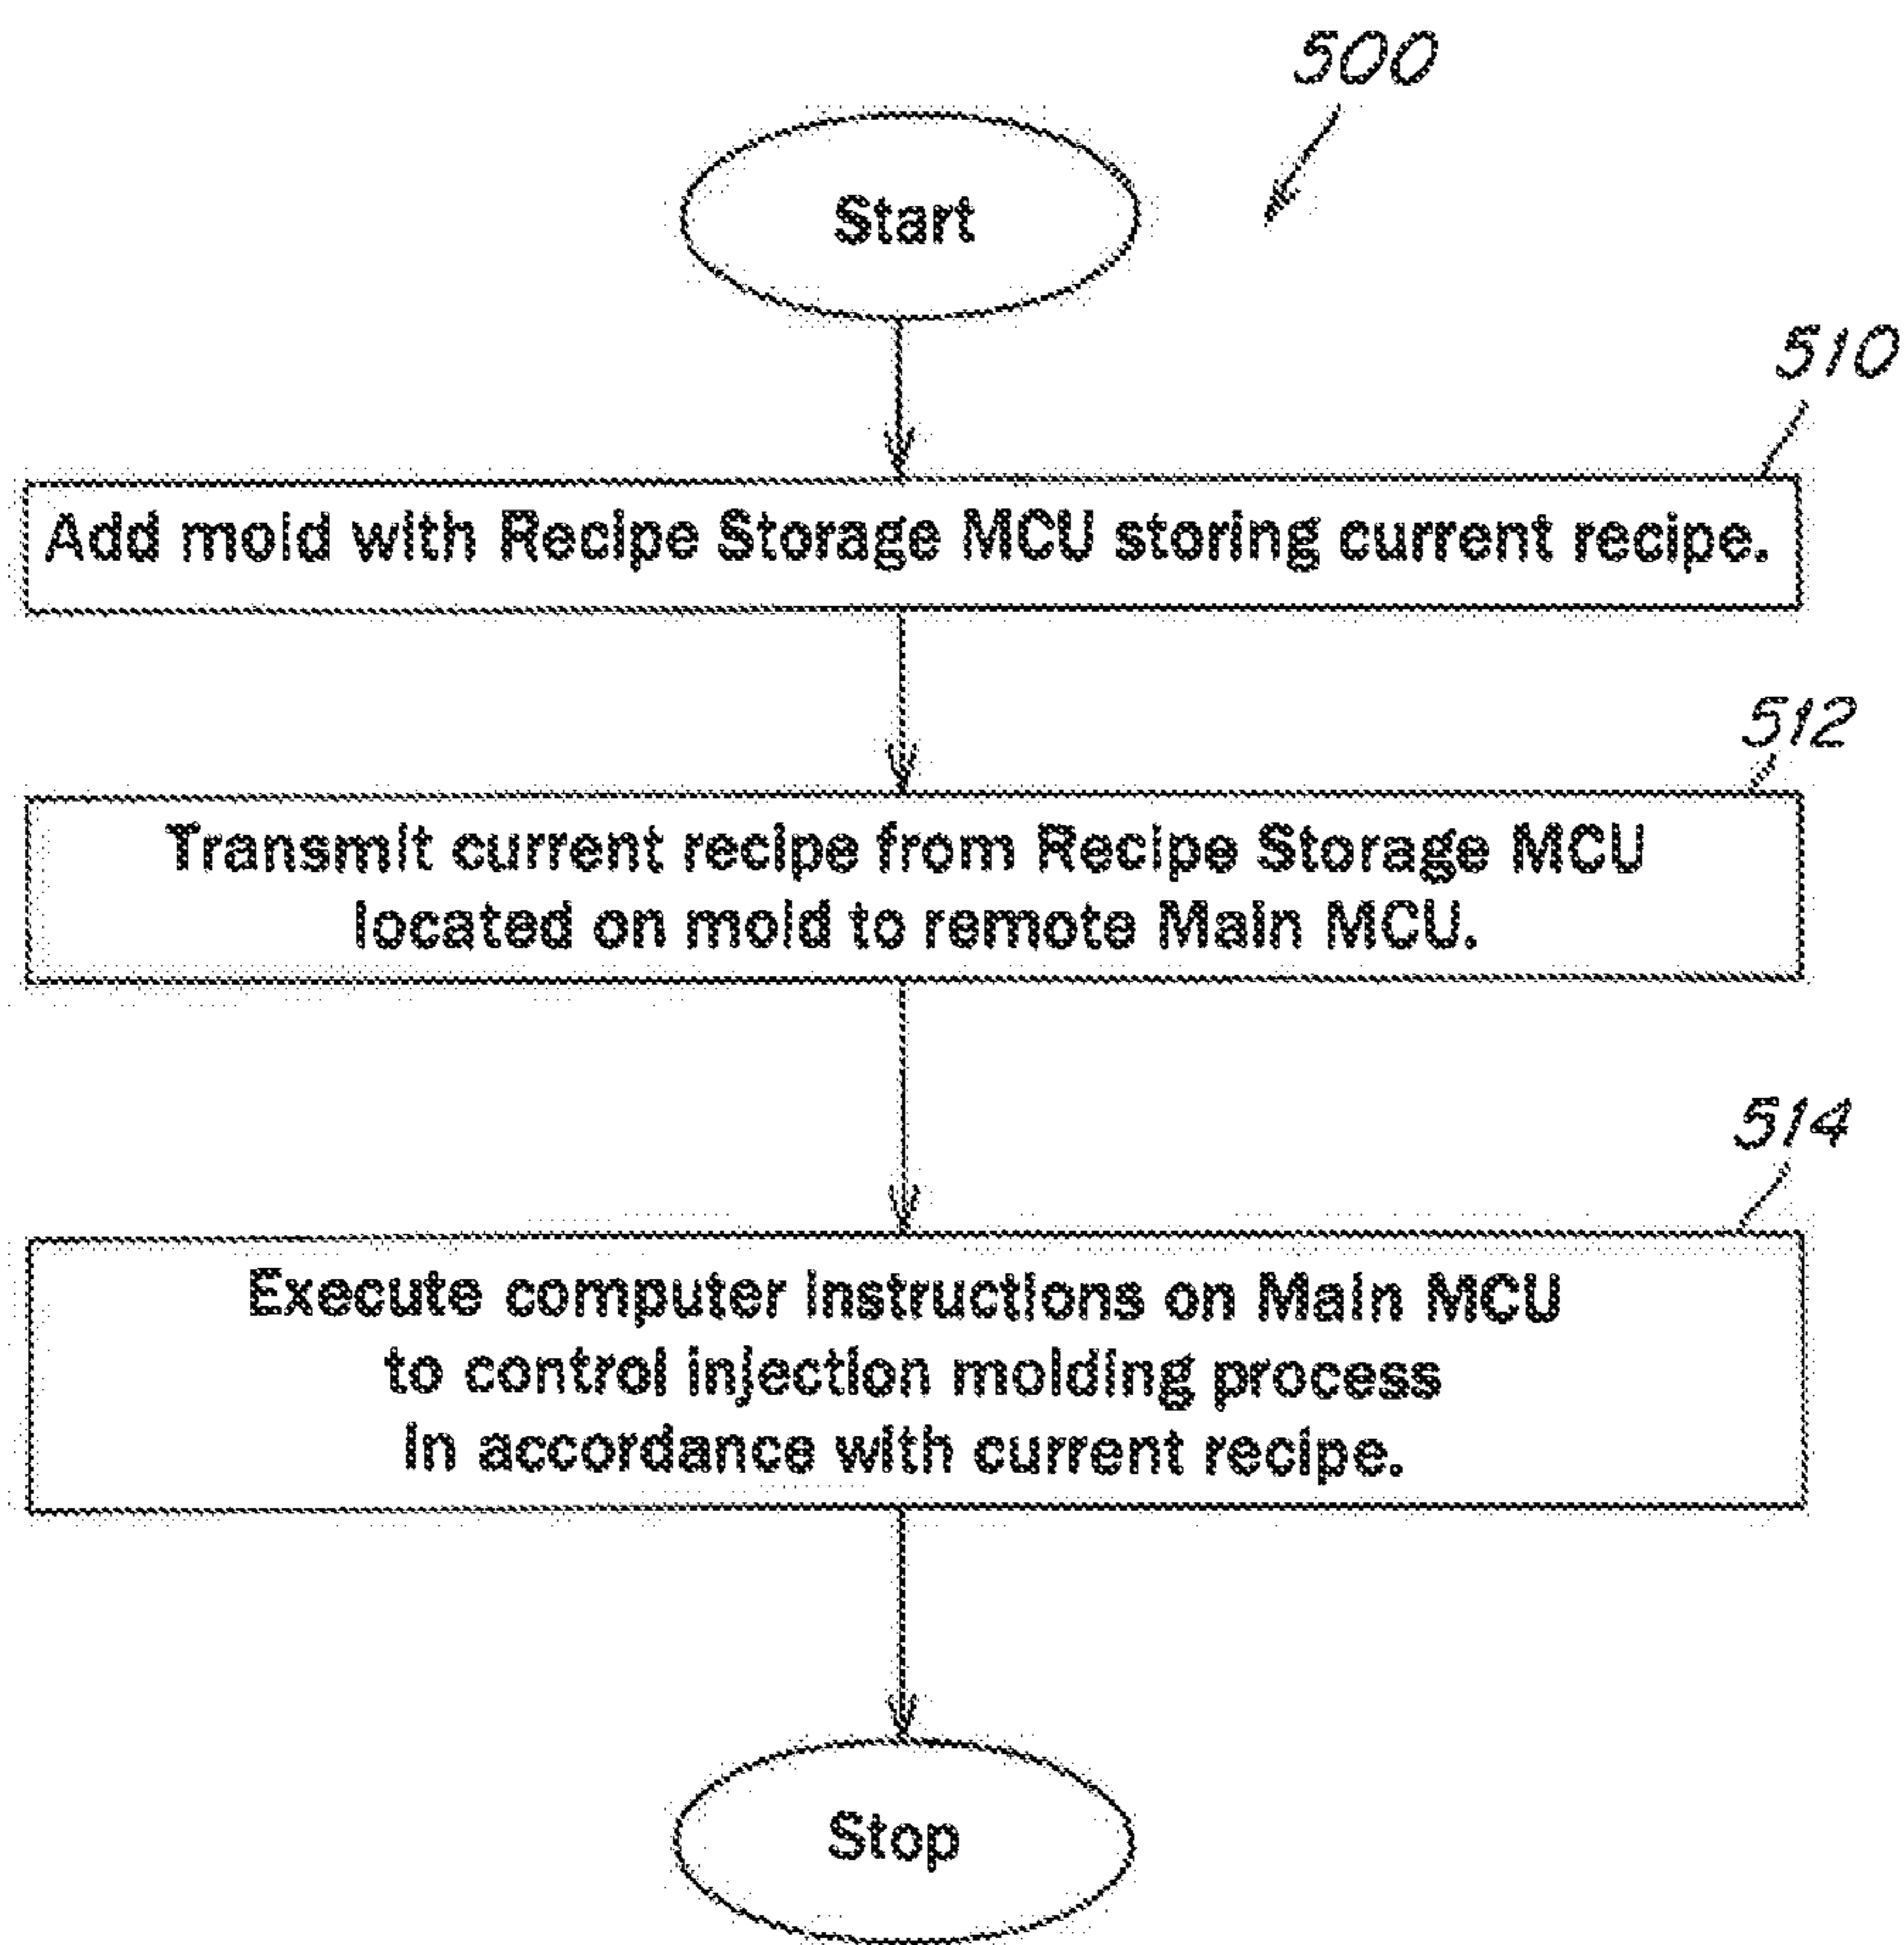 500
Start
510
Add mold with Recipe Storage MCU storing current recipe.
512
Transmit current recipe from Recipe Storage MCU
located on mold to remote Main MCU.
514
Execute computer instructions on Main MCU
to control injection molding process
in accordance with current recipe.
Stop